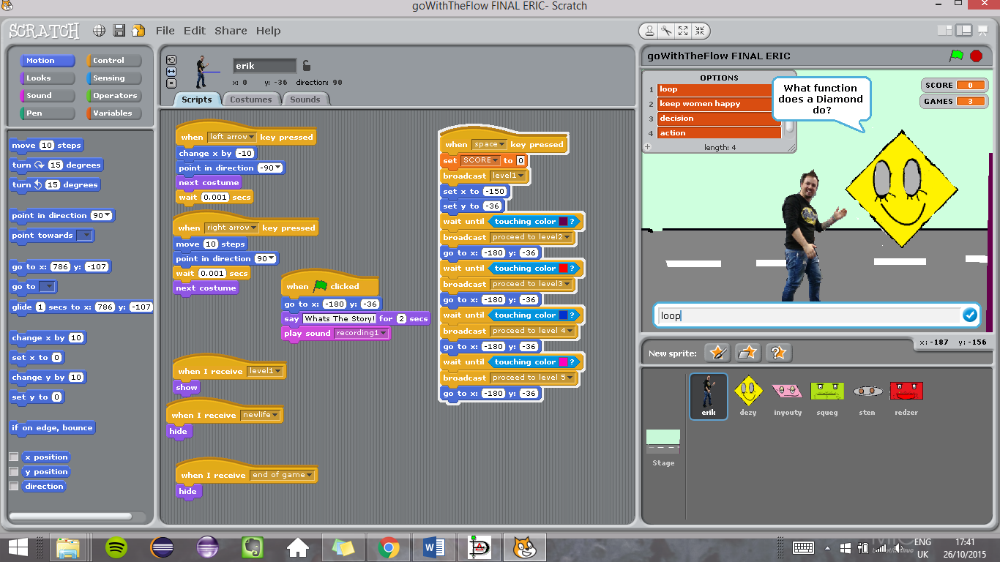 goWithTheFlow FINAL ERIC- Scratch
SCRATCH File Edit Share Help
Motion Control
Looks Sensing
Sound Operators
Pen Variables
move 10 steps
turn 15 degrees
turn 15 degrees
point in direction 90
point towards
go to x: 786 y: -107
go to
glide 1 secs to x: 786 y: -107
change x by 10
set x to 0
change y by 10
set y to 0
if on edge, bounce
x position
y position
direction
erik
x: 0 y: -36 direction: 90
Scripts Costumes Sounds
when left arrow key pressed
change x by -10
point in direction -90
next costume
wait 0.001 secs
when right arrow key pressed
move 10 steps
point in direction 90
wait 0.001 secs
next costume
when clicked
go to x: -180 y: -36
say Whats The Story! for 2 secs
play sound recording1
when I receive level1
show
when I receive newlife
hide
when I receive end of game
hide
when space key pressed
set SCORE to 0
broadcast level1
set x to -150
set y to -36
wait until touching color ?
broadcast proceed to level2
go to x: -180 y: -36
wait until touching color ?
broadcast proceed to level3
go to x: -180 y: -36
wait until touching color ?
broadcast proceed to level 4
go to x: -180 y: -36
wait until touching color ?
broadcast proceed to level 5
go to x: -180 y: -36
goWithTheFlow FINAL ERIC
OPTIONS
1 loop
2 keep women happy
3 decision
4 action
+ length: 4
What function
does a Diamond
do?
SCORE 0
GAMES 3
loop
x: -187 y: -156
New sprite:
erik dezy inyouty squeg sten redzer
Stage
ENG
UK
17:41
26/10/2015